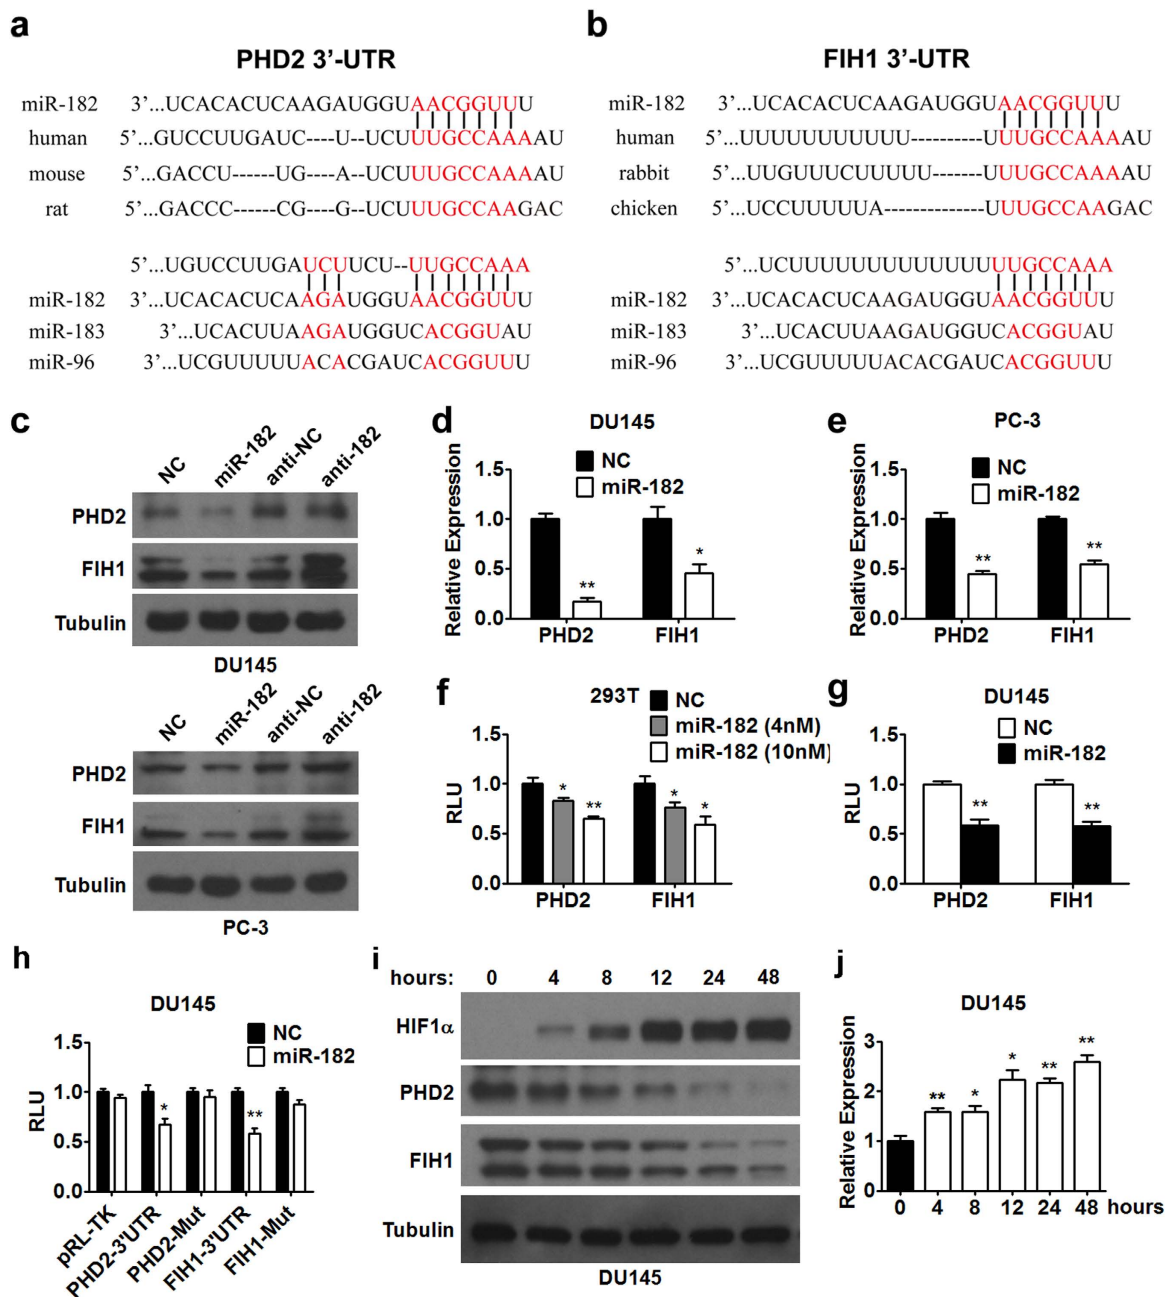 a
PHD2 3’-UTR
miR-182 3’...UCACACUCAAGAUGGUAACGGUUU
human 5’...GUCCUUGAUC----U--UCUUUGCCAAAAU
mouse 5’...GACCU------UG----A--UCUUUGCCAAAAU
rat 5’...GACCC------CG----G--UCUUUGCCAAGAC
5’...UGUCCUUGAUCUUCU--UUGCCAAA
miR-182 3’...UCACACUCAAGAUGGUAACGGUUU
miR-183 3’...UCACUUAAGAUGGUCACGGUAU
miR-96 3’...UCGUUUUUACACGAUCACGGUUU
b
FIH1 3’-UTR
miR-182 3’...UCACACUCAAGAUGGUAACGGUUU
human 5’...UUUUUUUUUUUU----------UUUGCCAAAAU
rabbit 5’...UUGUUUCUUUUU-------UUUGCCAAAAU
chicken 5’...UCCUUUUUA--------------UUUGCCAAGAC
5’...UCUUUUUUUUUUUUUUUUGCCAAA
miR-182 3’...UCACACUCAAGAUGGUAACGGUUU
miR-183 3’...UCACUUAAGAUGGUCACGGUAU
miR-96 3’...UCGUUUUUACACGAUCACGGUUU
c
NC miR-182 anti-NC anti-182
PHD2
FIH1
Tubulin
DU145
NC miR-182 anti-NC anti-182
PHD2
FIH1
Tubulin
PC-3
d
DU145
NC
miR-182
Relative Expression
1.5
1.0
0.5
0.0
**
*
PHD2 FIH1
e
PC-3
NC
miR-182
Relative Expression
1.5
1.0
0.5
0.0
**
**
PHD2 FIH1
f
293T
NC
miR-182 (4nM)
miR-182 (10nM)
RLU
1.5
1.0
0.5
0.0
* ** * *
PHD2 FIH1
g
DU145
NC
miR-182
RLU
1.5
1.0
0.5
0.0
** **
PHD2 FIH1
h
DU145
NC
miR-182
RLU
1.5
1.0
0.5
0.0
* **
pRL-TK PHD2-3'UTR PHD2-Mut FIH1-3'UTR FIH1-Mut
i
hours: 0 4 8 12 24 48
HIF1α
PHD2
FIH1
Tubulin
DU145
j
DU145
Relative Expression
3
2
1
0
** * * ** **
0 4 8 12 24 48 hours